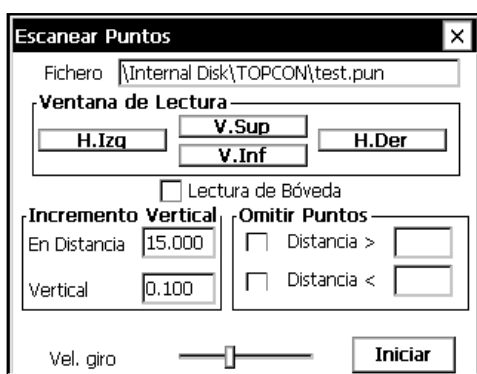 Escanear Puntos
Fichero \Internal Disk\TOPCON\test.pun
Ventana de Lectura
H.Izq V.Sup H.Der
V.Inf
Lectura de Bóveda
Incremento Vertical Omitir Puntos
En Distancia 15.000 Distancia >
Vertical 0.100 Distancia <
Vel. giro Iniciar